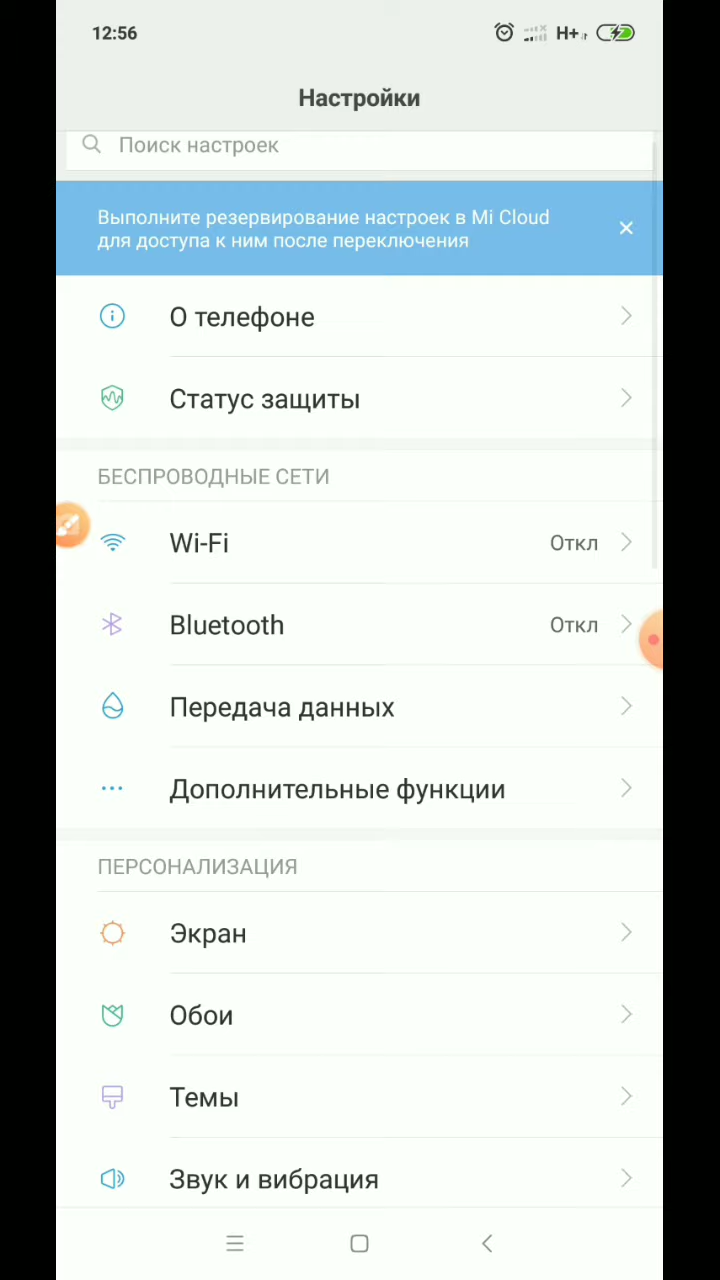 12:56
H+
Настройки
Поиск настроек
Выполните резервирование настроек в Mi Cloud
для доступа к ним после переключения
О телефоне
Статус защиты
БЕСПРОВОДНЫЕ СЕТИ
Wi-Fi Откл
Bluetooth Откл
Передача данных
Дополнительные функции
ПЕРСОНАЛИЗАЦИЯ
Экран
Обои
Темы
Звук и вибрация